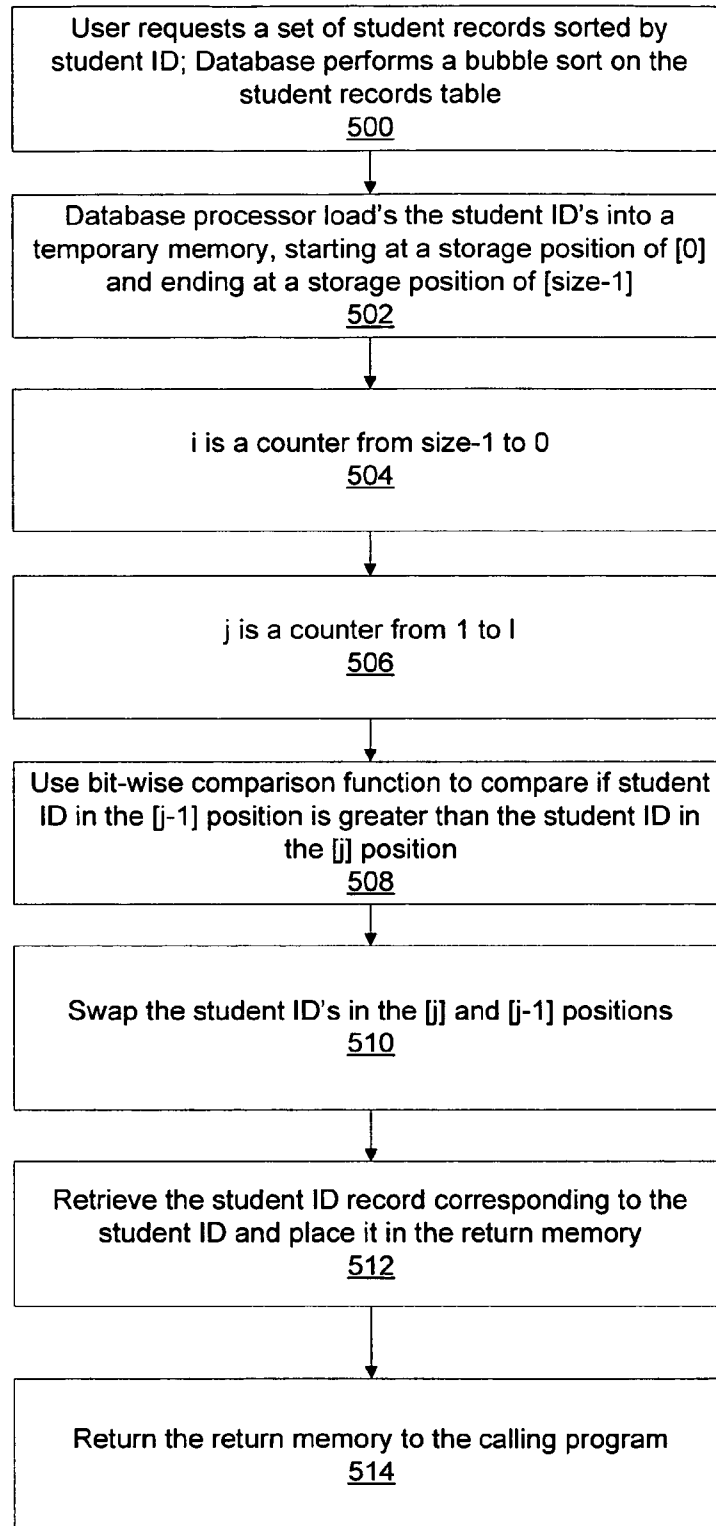 User requests a set of student records sorted by
student ID; Database performs a bubble sort on the
student records table
500
Database processor load's the student ID's into a
temporary memory, starting at a storage position of [0]
and ending at a storage position of [size-1]
502
i is a counter from size-1 to 0
504
j is a counter from 1 to I
506
Use bit-wise comparison function to compare if student
ID in the [j-1] position is greater than the student ID in
the [j] position
508
Swap the student ID's in the [j] and [j-1] positions
510
Retrieve the student ID record corresponding to the
student ID and place it in the return memory
512
Return the return memory to the calling program
514